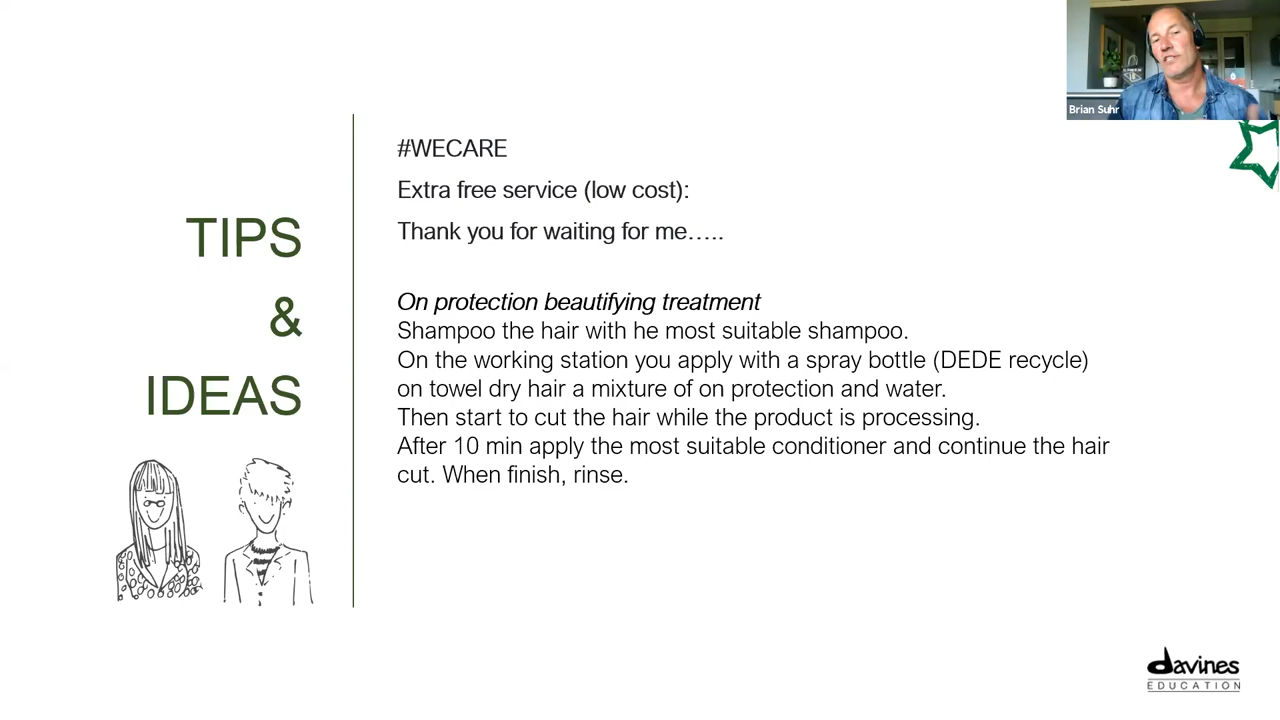 Brian Suhr
TIPS
&
IDEAS
#WECARE
Extra free service (low cost):
Thank you for waiting for me…..
On protection beautifying treatment
Shampoo the hair with he most suitable shampoo.
On the working station you apply with a spray bottle (DEDE recycle)
on towel dry hair a mixture of on protection and water.
Then start to cut the hair while the product is processing.
After 10 min apply the most suitable conditioner and continue the hair
cut. When finish, rinse.
davines
EDUCATION